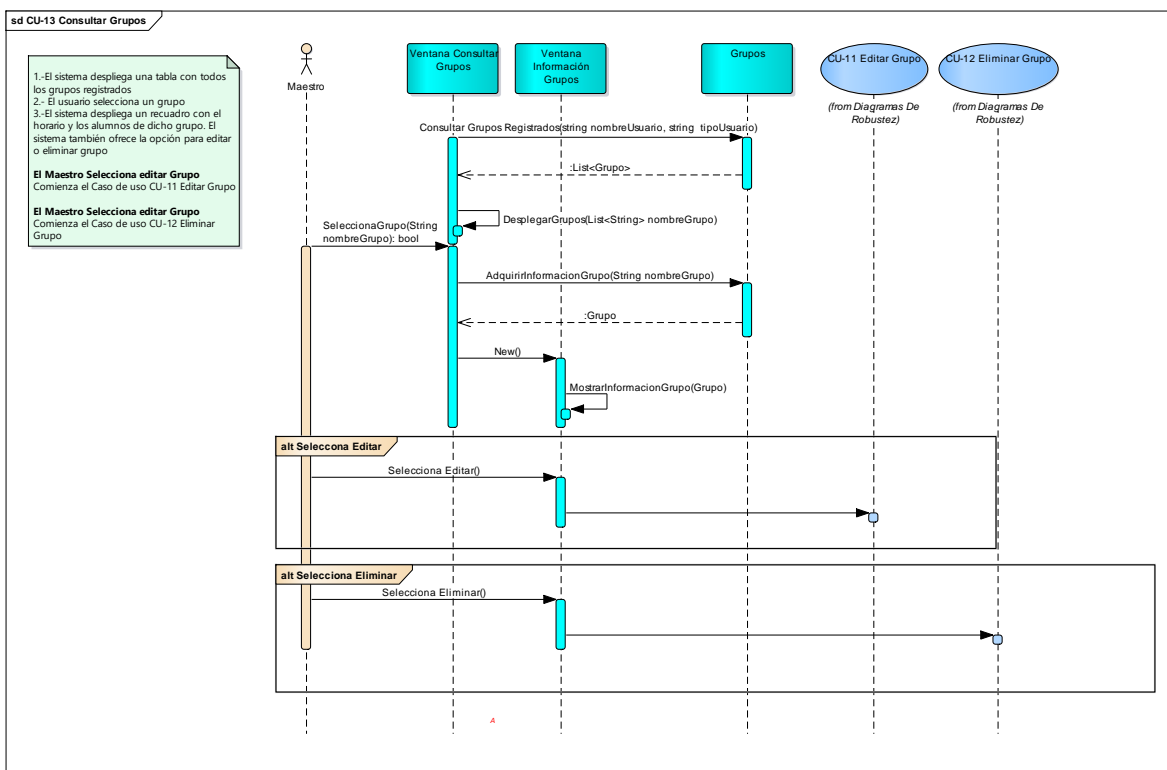 sd CU-13 Consultar Grupos
1.-El sistema despliega una tabla con todos
los grupos registrados
2.- El usuario selecciona un grupo
3.-El sistema despliega un recuadro con el
horario y los alumnos de dicho grupo. El
sistema también ofrece la opción para editar
o eliminar grupo
El Maestro Selecciona editar Grupo
Comienza el Caso de uso CU-11 Editar Grupo
El Maestro Selecciona editar Grupo
Comienza el Caso de uso CU-12 Eliminar
Grupo
Maestro
Ventana Consultar
Grupos
Ventana
Información
Grupos
Grupos
CU-11 Editar Grupo
(from Diagramas De
Robustez)
CU-12 Eliminar Grupo
(from Diagramas De
Robustez)
Consultar Grupos Registrados(string nombreUsuario, string tipoUsuario)
:List<Grupo>
DesplegarGrupos(List<String> nombreGrupo)
SeleccionaGrupo(String
nombreGrupo): bool
AdquirirInformacionGrupo(String nombreGrupo)
:Grupo
New()
MostrarInformacionGrupo(Grupo)
alt Seleccona Editar
Selecciona Editar()
alt Selecciona Eliminar
Selecciona Eliminar()
A